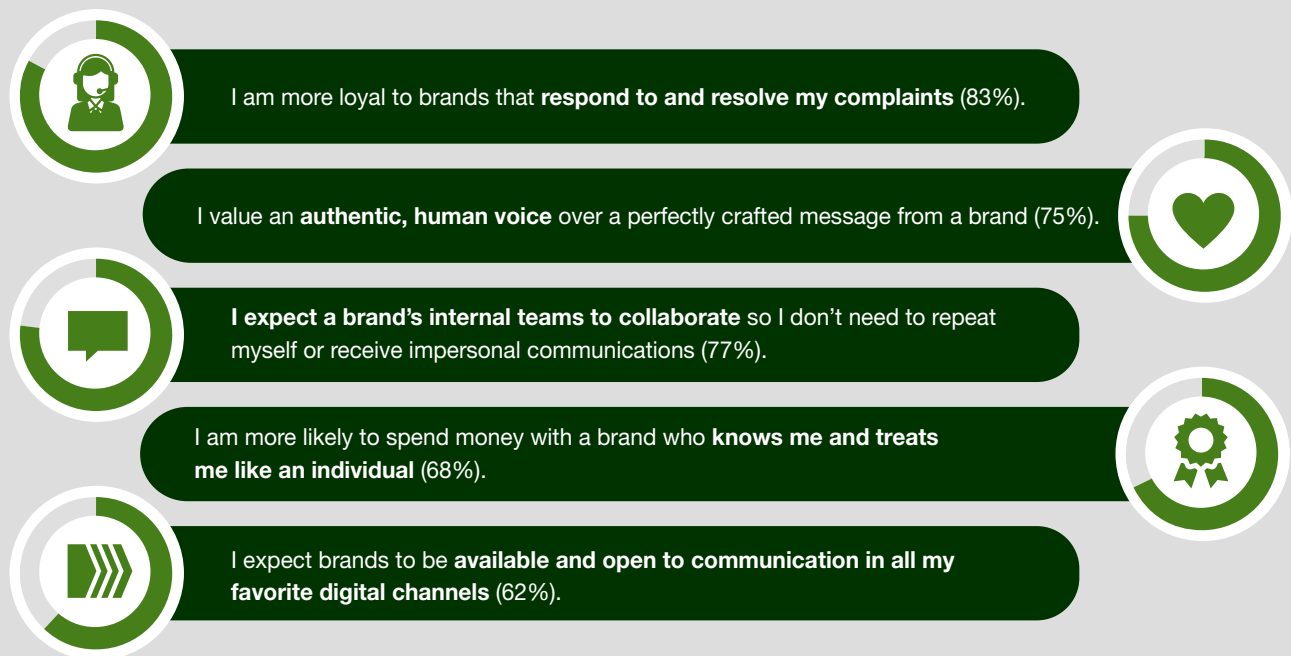 I am more loyal to brands that respond to and resolve my complaints (83%).
I value an authentic, human voice over a perfectly crafted message from a brand (75%).
I expect a brand’s internal teams to collaborate so I don’t need to repeat
myself or receive impersonal communications (77%).
I am more likely to spend money with a brand who knows me and treats
me like an individual (68%).
I expect brands to be available and open to communication in all my
favorite digital channels (62%).